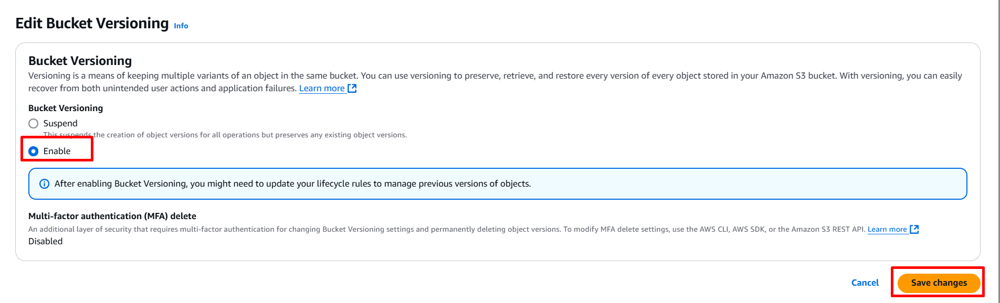 Edit Bucket Versioning Info
Bucket Versioning
Versioning is a means of keeping multiple variants of an object in the same bucket. You can use versioning to preserve, retrieve, and restore every version of every object stored in your Amazon S3 bucket. With versioning, you can easily
recover from both unintended user actions and application failures. Learn more
Bucket Versioning
Suspend
This suspends the creation of object versions for all operations but preserves any existing object versions.
Enable
After enabling Bucket Versioning, you might need to update your lifecycle rules to manage previous versions of objects.
Multi-factor authentication (MFA) delete
An additional layer of security that requires multi-factor authentication for changing Bucket Versioning settings and permanently deleting object versions. To modify MFA delete settings, use the AWS CLI, AWS SDK, or the Amazon S3 REST API. Learn more
Disabled
Cancel Save changes